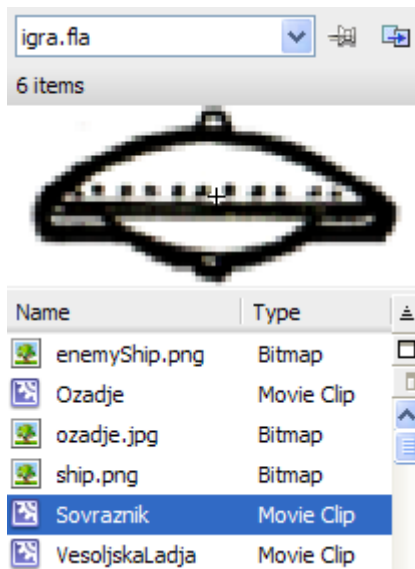 igra.fla
6 items
Name Type
enemyShip.png Bitmap
Ozadje Movie Clip
ozadje.jpg Bitmap
ship.png Bitmap
Sovraznik Movie Clip
VesoljskaLadja Movie Clip